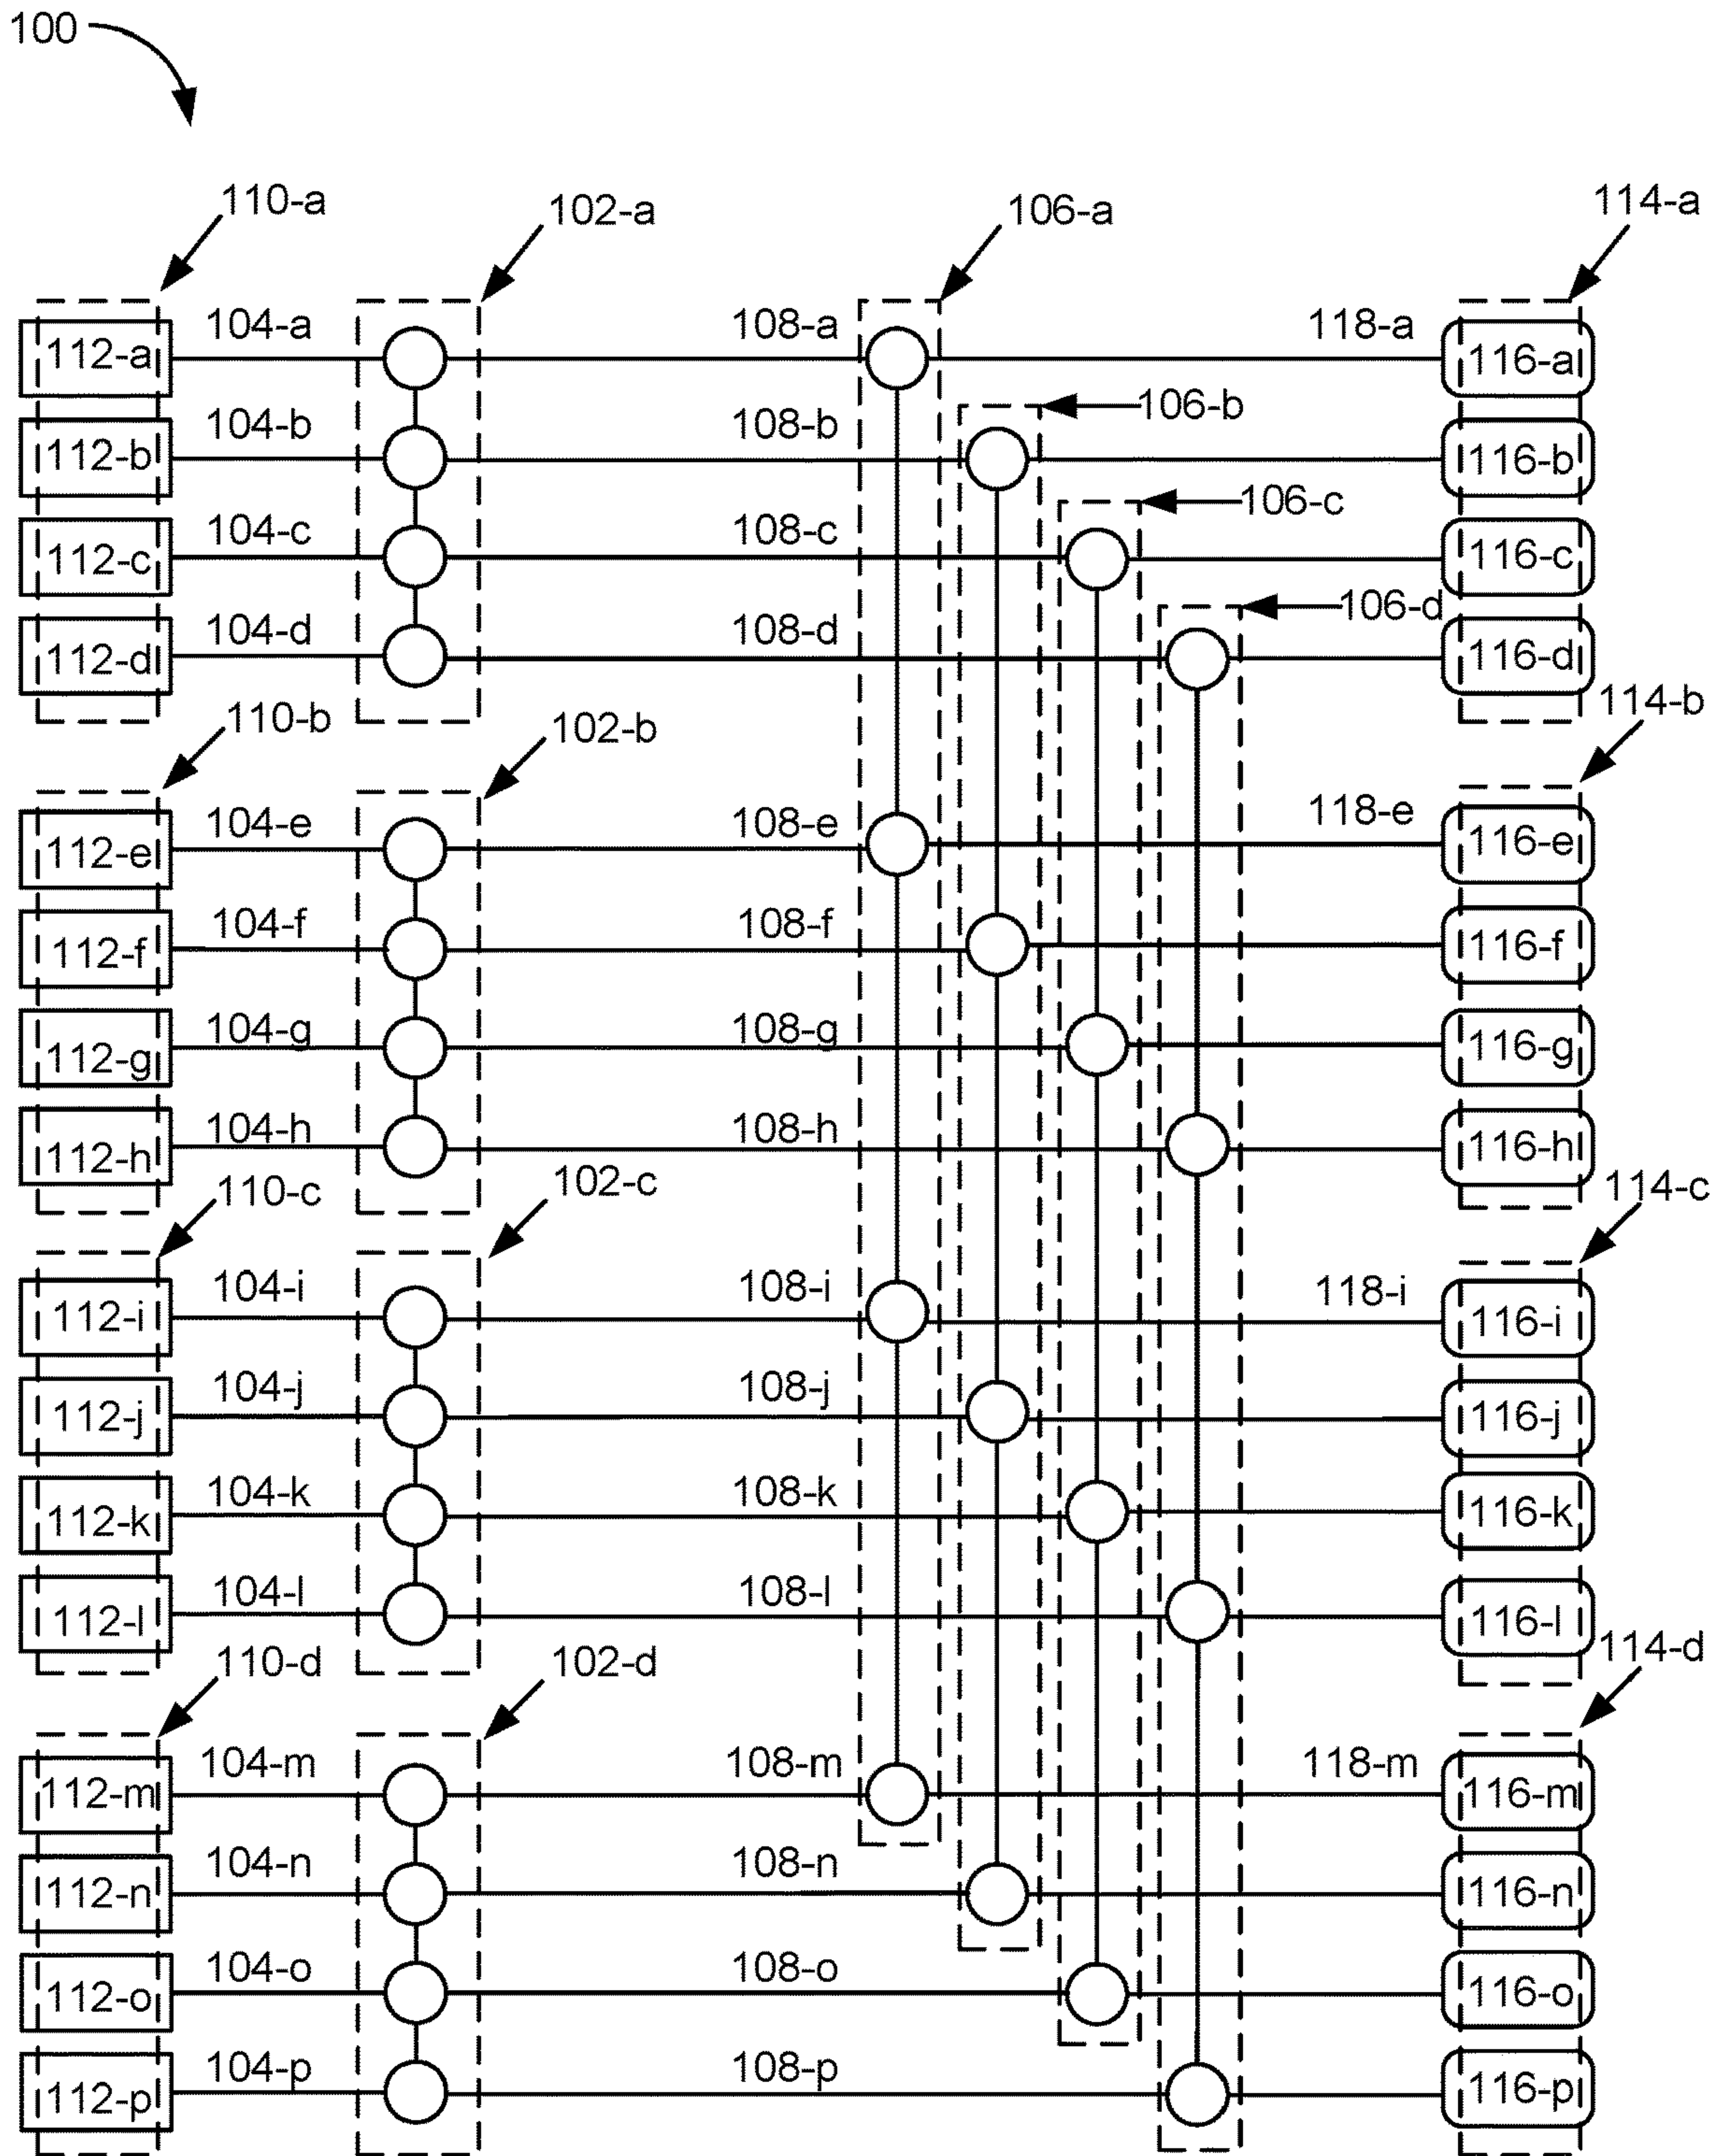 100
110-a 102-a 106-a 114-a
112-a 104-a 108-a 118-a 116-a
106-b
112-b 104-b 108-b 116-b
106-c
112-c 104-c 108-c 116-c
106-d
112-d 104-d 108-d 116-d
110-b 102-b 114-b
112-e 104-e 108-e 118-e 116-e
112-f 104-f 108-f 116-f
112-g 104-g 108-g 116-g
112-h 104-h 108-h 116-h
110-c 102-c 114-c
112-i 104-i 108-i 118-i 116-i
112-j 104-j 108-j 116-j
112-k 104-k 108-k 116-k
112-l 104-l 108-l 116-l
110-d 102-d 114-d
112-m 104-m 108-m 118-m 116-m
112-n 104-n 108-n 116-n
112-o 104-o 108-o 116-o
112-p 104-p 108-p 116-p